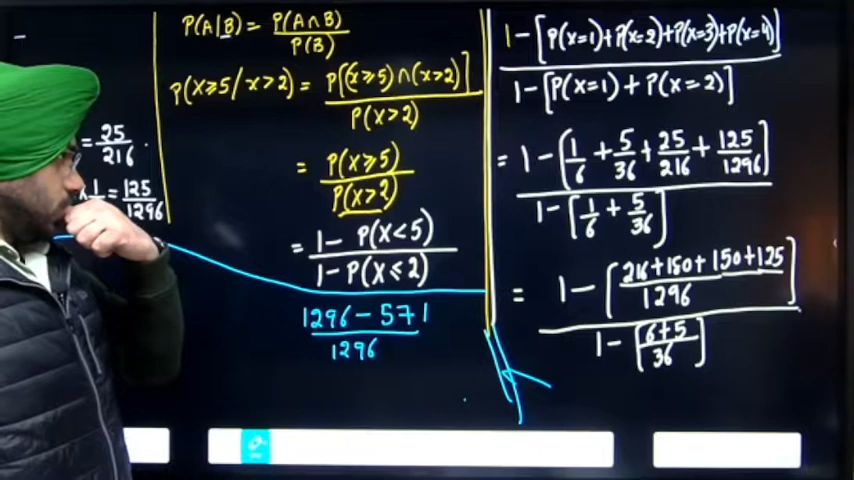 = 25/216
x 1/ = 125/1296
P(A|B) = P(A∩B)/P(B)
P(x≥5/x>2) = P[(x≥5)∩(x>2)]/P(x>2)
= P(x≥5)/P(x>2)
= 1- P(x<5)/1-P(x≤2)
1296-571/1296
1-[P(x=1)+P(x=2)+P(x=3)+P(x=4)]/1-[P(x=1)+P(x=2)]
= 1-[1/6+5/36+25/216+125/1296]/1-[1/6+5/36]
= 1-[216+150+150+125/1296]/1-[6+5/36]